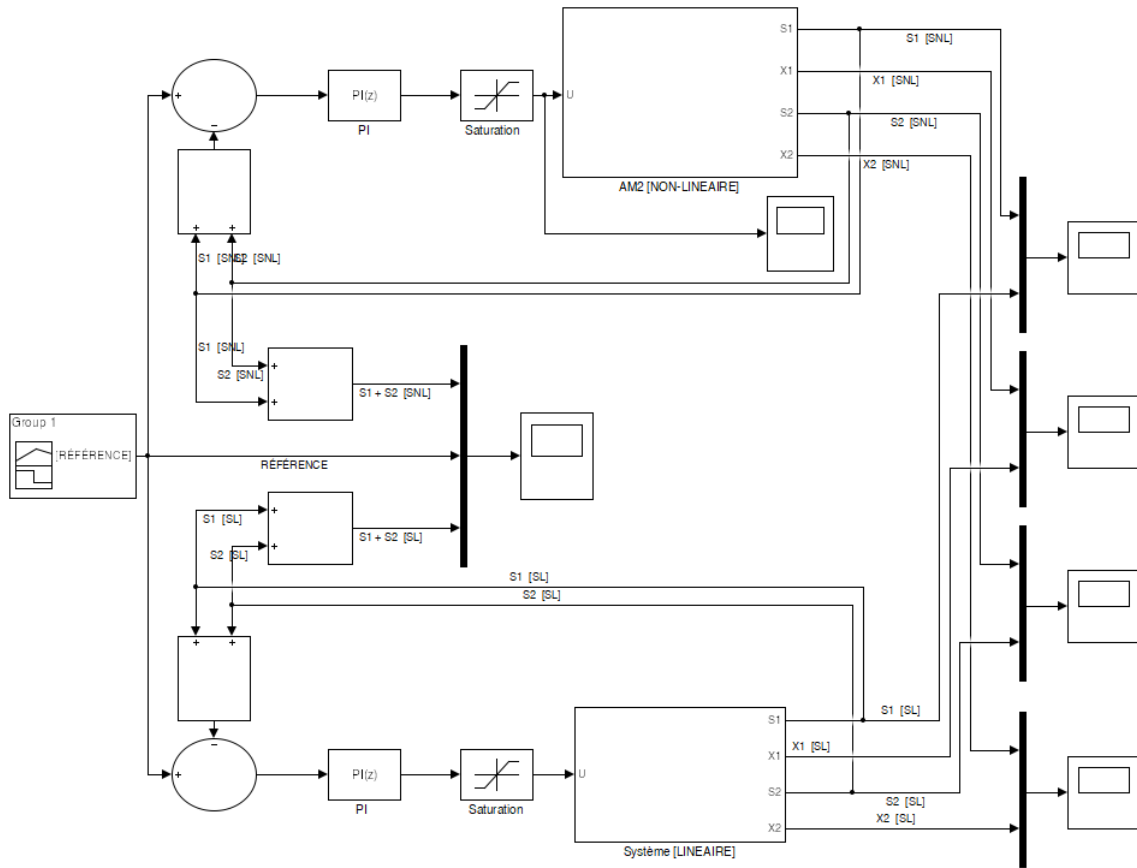 S1
S1 [SNL]
X1
X1 [SNL]
PI(z)
U
S2
S2 [SNL]
PI
Saturation
X2
X2 [SNL]
AM2 [NON-LINEAIRE]
+
−
+ +
S1 [SNL]
S2 [SNL]
S1 [SNL]
+
S2 [SNL]
S1 + S2 [SNL]
+
Group 1
[RÉFÉRENCE]
RÉFÉRENCE
S1 [SL]
+
S1 + S2 [SL]
S2 [SL]
+
S1 [SL]
S2 [SL]
+ +
−
+
S1
S1 [SL]
X1
X1 [SL]
PI(z)
U
S2
S2 [SL]
PI
Saturation
X2
X2 [SL]
Système [LINEAIRE]